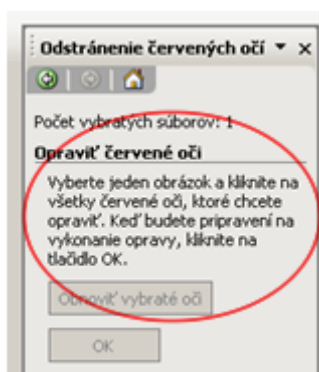 Odstránenie červených očí
Počet vybratých súborov: 1
Opraviť červené oči
Vyberte jeden obrázok a kliknite na
všetky červené oči, ktoré chcete
opraviť. Keď budete pripravení na
vykonanie opravy, kliknite na
tlačidlo OK.
Obnoviť vybraté oči
OK